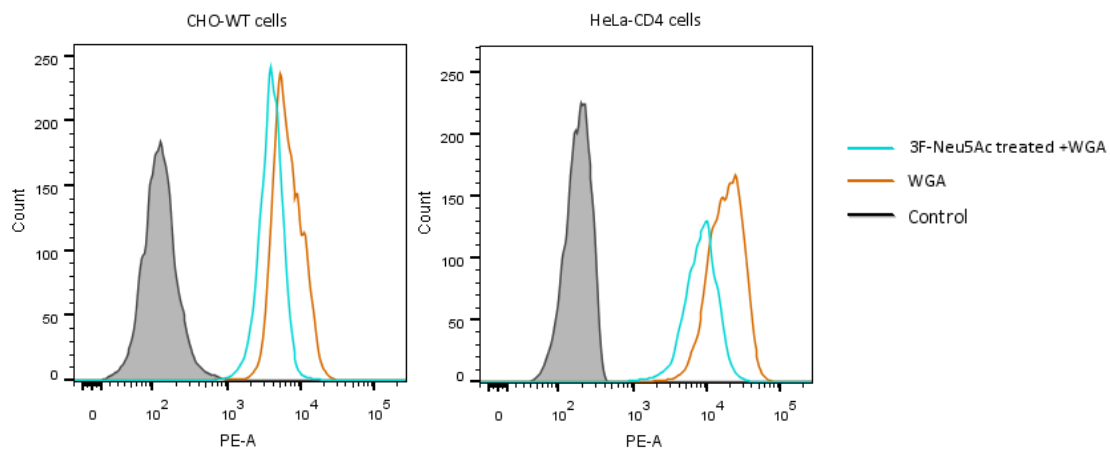 CHO-WT cells
250
200
150
100
50
0
Count
0 10² 10³ 10⁴ 10⁵
PE-A
HeLa-CD4 cells
250
200
150
100
50
0
Count
0 10² 10³ 10⁴ 10⁵
PE-A
3F-Neu5Ac treated +WGA
WGA
Control